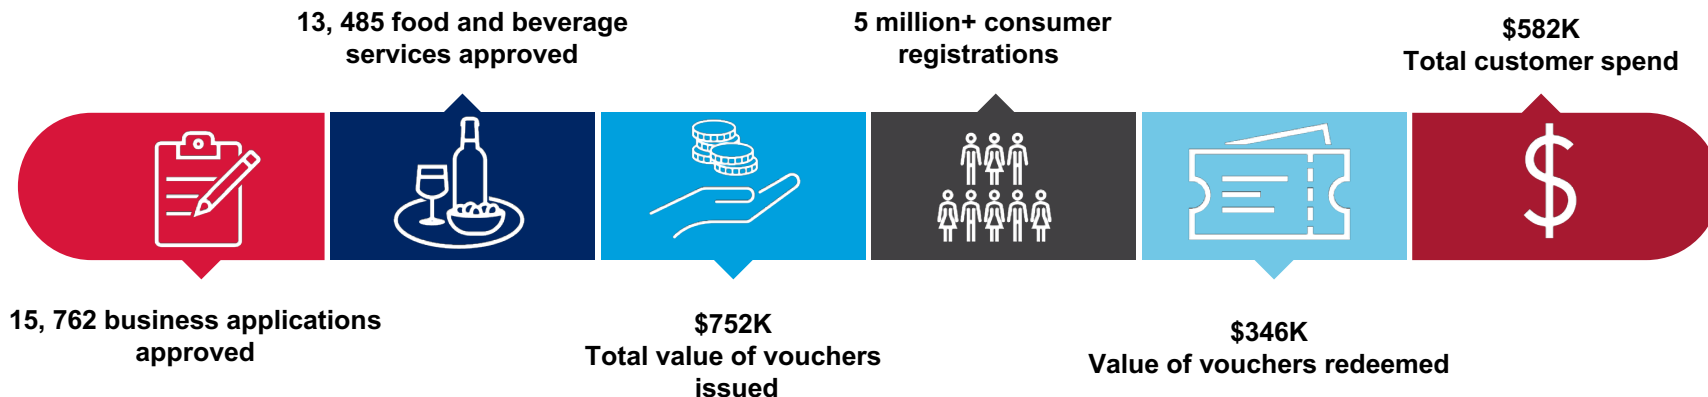 13, 485 food and beverage
services approved
5 million+ consumer
registrations
$582K
Total customer spend
$
15, 762 business applications
approved
$752K
Total value of vouchers
issued
$346K
Value of vouchers redeemed